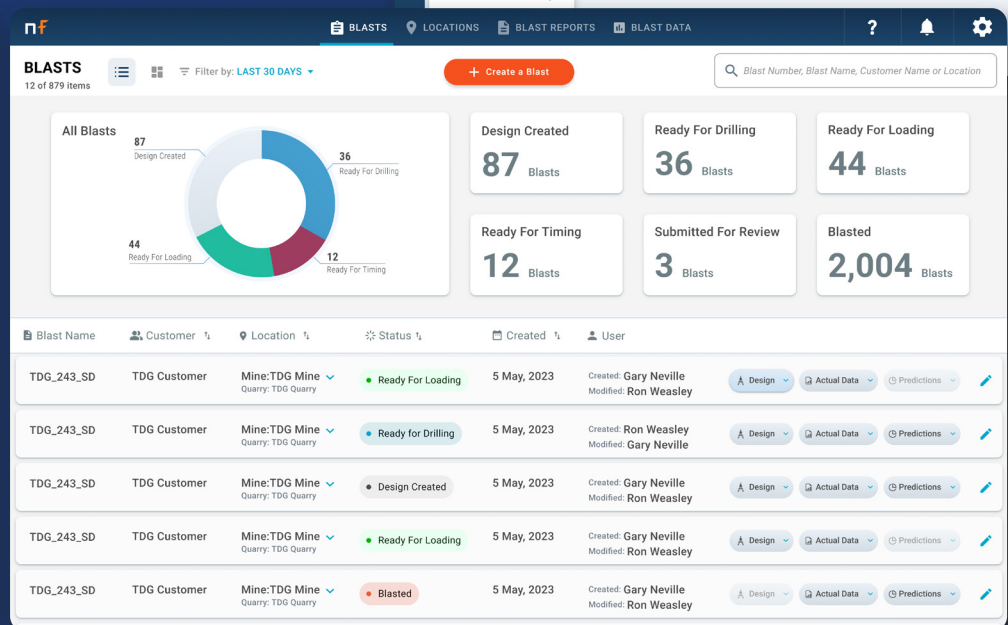 nf
BLASTS LOCATIONS BLAST REPORTS BLAST DATA ?
BLASTS
12 of 879 items
Filter by: LAST 30 DAYS
+ Create a Blast
Blast Number, Blast Name, Customer Name or Location
All Blasts
87
Design Created
36
Ready For Drilling
44
Ready For Loading
12
Ready For Timing
Design Created
87 Blasts
Ready For Drilling
36 Blasts
Ready For Loading
44 Blasts
Ready For Timing
12 Blasts
Submitted For Review
3 Blasts
Blasted
2,004 Blasts
Blast Name Customer Location Status Created User
TDG_243_SD TDG Customer Mine:TDG Mine Ready For Loading 5 May, 2023 Created: Gary Neville Design Actual Data Predictions
Quarry: TDG Quarry Modified: Ron Weasley
TDG_243_SD TDG Customer Mine:TDG Mine Ready for Drilling 5 May, 2023 Created: Ron Weasley Design Actual Data Predictions
Quarry: TDG Quarry Modified: Gary Neville
TDG_243_SD TDG Customer Mine:TDG Mine Design Created 5 May, 2023 Created: Gary Neville Design Actual Data Predictions
Quarry: TDG Quarry Modified: Ron Weasley
TDG_243_SD TDG Customer Mine:TDG Mine Ready For Loading 5 May, 2023 Created: Gary Neville Design Actual Data Predictions
Quarry: TDG Quarry Modified: Ron Weasley
TDG_243_SD TDG Customer Mine:TDG Mine Blasted 5 May, 2023 Created: Gary Neville Design Actual Data Predictions
Quarry: TDG Quarry Modified: Ron Weasley